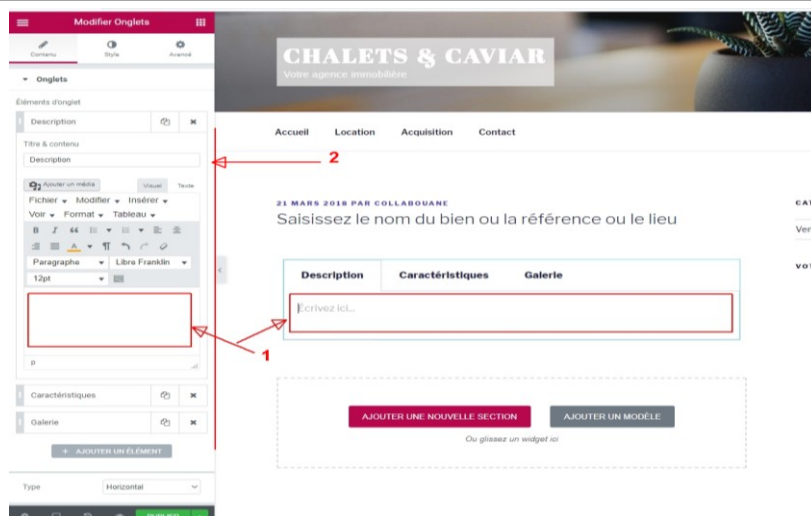 Modifier Onglets
Contenu
Style
Avancé
Onglets
Éléments d'onglet
Description
Titre & contenu
Description
Ajouter un média
Visuel
Texte
Fichier
Modifier
Insérer
Voir
Format
Tableau
B I
Paragraphe
Libre Franklin
12pt
p
Caractéristiques
Galerie
+ AJOUTER UN ÉLÉMENT
Type
Horizontal
PUBLIER
CHALETS & CAVIAR
Votre agence immobilière
Accueil
Location
Acquisition
Contact
2
21 MARS 2018 PAR COLLABOUANE
Saisissez le nom du bien ou la référence ou le lieu
Description
Caractéristiques
Galerie
Écrivez ici...
1
AJOUTER UNE NOUVELLE SECTION
AJOUTER UN MODÈLE
Ou glissez un widget ici
CAT
Ver
VOT